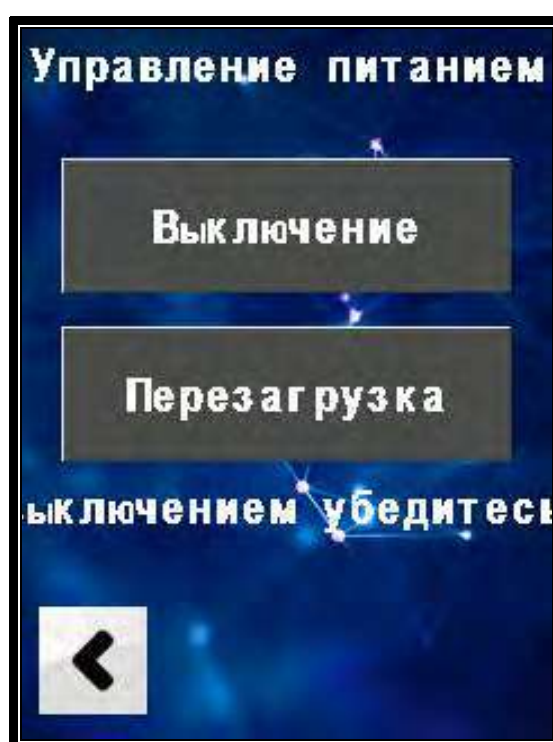 Управление питанием
Выключение
Перезагрузка
ыключением убедитесь